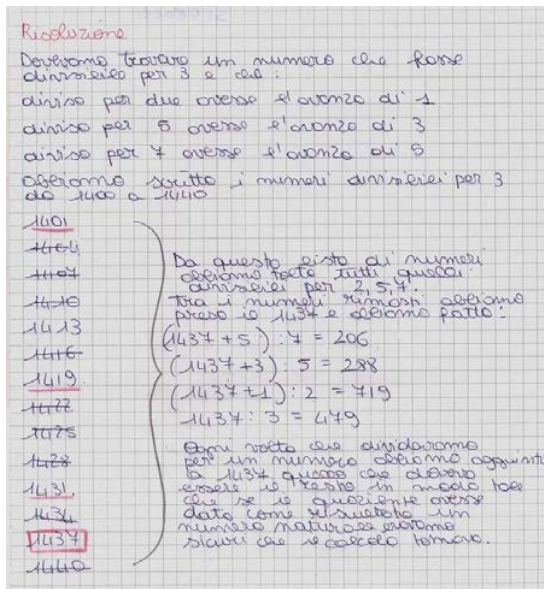 Risoluzione
Dovevamo trovare un numero che fosse
divisibile per 3 e che:
diviso per due avesse l'avanzo di 1
diviso per 5 avesse l'avanzo di 3
diviso per 7 avesse l'avanzo di 5
abbiamo scritto i numeri divisibili per 3
da 1400 a 1440
1401
1404
1407
1410
1413
1416
1419
1422
1425
1428
1431
1434
1437
1440
Da questa lista di numeri
abbiamo tolto tutti quelli
divisibili per 2, 5, 7.
Tra i numeri rimasti abbiamo
preso il 1437 e abbiamo fatto:
(1437 + 5) : 7 = 206
(1437 + 3) : 5 = 288
(1437 + 1) : 2 = 719
1437 : 3 = 479
Ogni volta che dividevamo
per un numero abbiamo aggiunto
a 1437 quello che doveva
essere il resto in modo tale
che se il quoziente avesse
dato come risultato un
numero naturale eravamo
sicuri che il calcolo tornava.